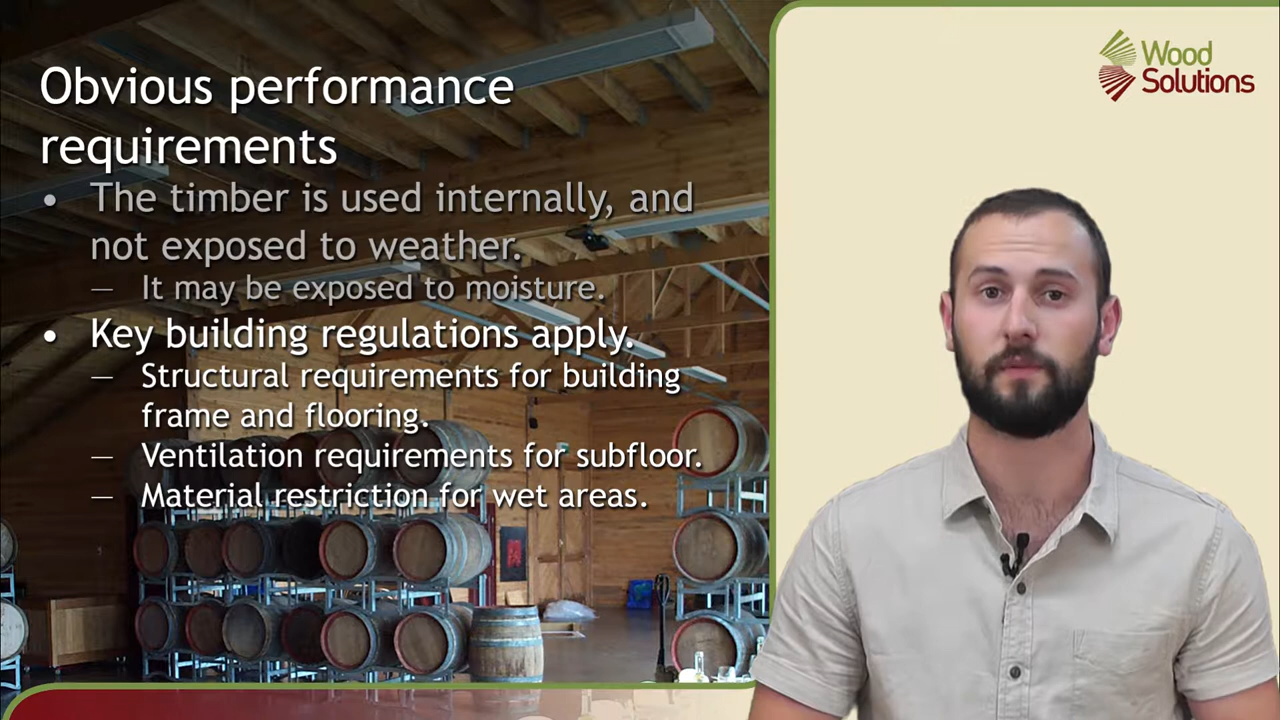 Obvious performance
requirements
• The timber is used internally, and
not exposed to weather.
— It may be exposed to moisture.
• Key building regulations apply.
— Structural requirements for building
frame and flooring.
— Ventilation requirements for subfloor.
— Material restriction for wet areas.
Wood
Solutions